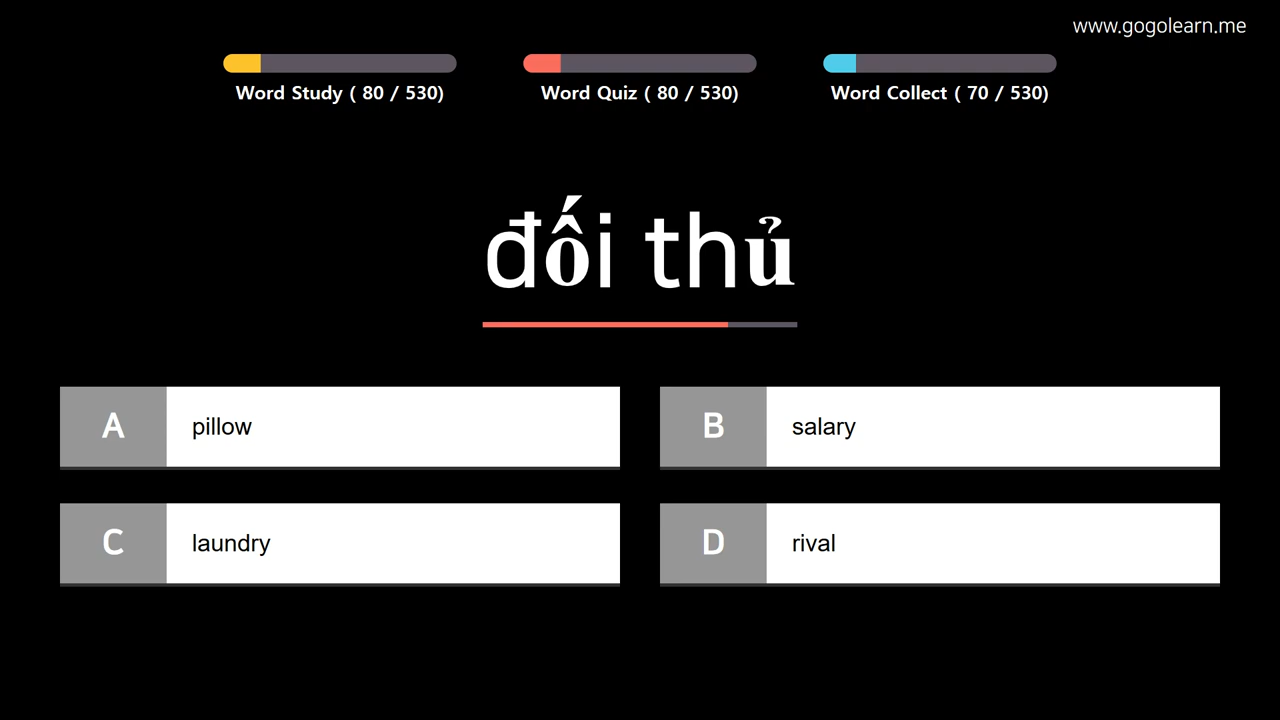 www.gogolearn.me
Word Study ( 80 / 530)
Word Quiz ( 80 / 530)
Word Collect ( 70 / 530)
đối thủ
A pillow
B salary
C laundry
D rival